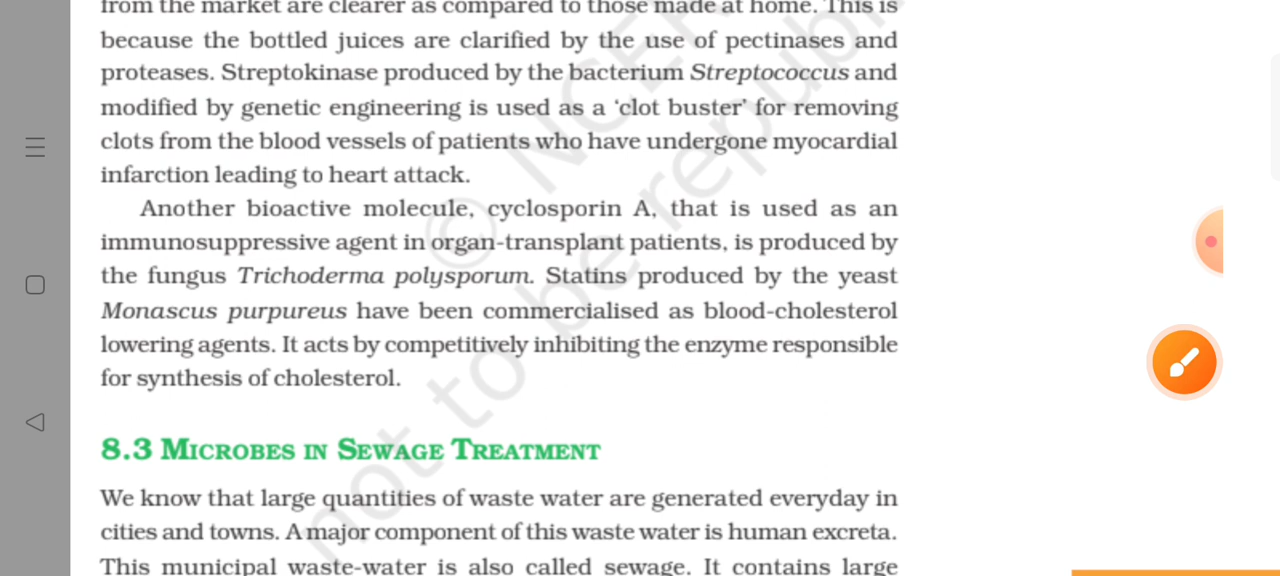 from the market are clearer as compared to those made at home. This is
because the bottled juices are clarified by the use of pectinases and
proteases. Streptokinase produced by the bacterium Streptococcus and
modified by genetic engineering is used as a ‘clot buster’ for removing
clots from the blood vessels of patients who have undergone myocardial
infarction leading to heart attack.
Another bioactive molecule, cyclosporin A, that is used as an
immunosuppressive agent in organ-transplant patients, is produced by
the fungus Trichoderma polysporum. Statins produced by the yeast
Monascus purpureus have been commercialised as blood-cholesterol
lowering agents. It acts by competitively inhibiting the enzyme responsible
for synthesis of cholesterol.
8.3 MICROBES IN SEWAGE TREATMENT
We know that large quantities of waste water are generated everyday in
cities and towns. A major component of this waste water is human excreta.
This municipal waste-water is also called sewage. It contains large
© NCER
not to be republi